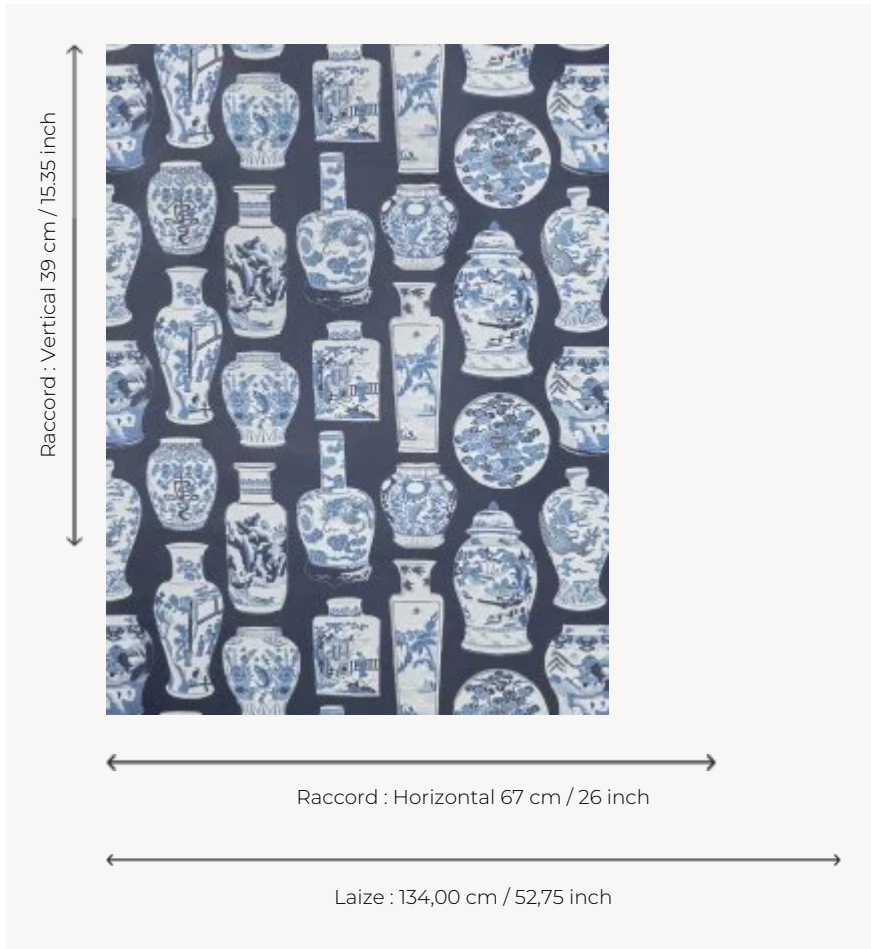 Raccord : Vertical 39 cm / 15.35 inch
Raccord : Horizontal 67 cm / 26 inch
Laize : 134,00 cm / 52,75 inch